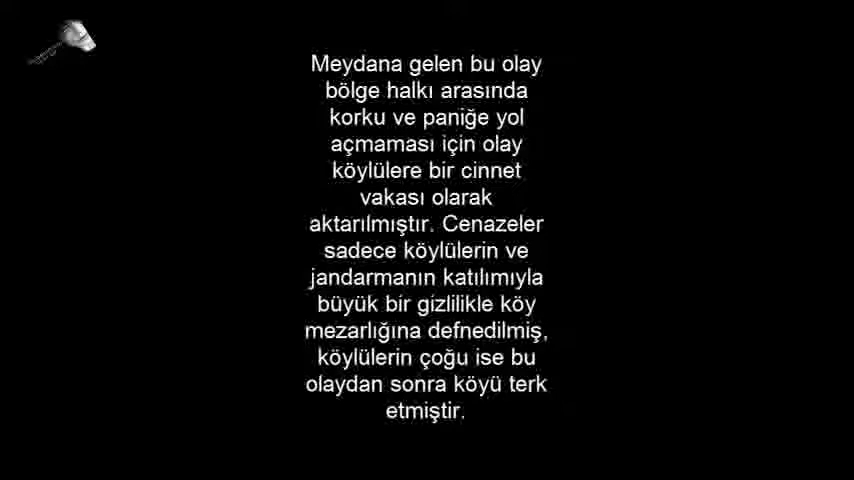 Meydana gelen bu olay
bölge halkı arasında
korku ve paniğe yol
açmaması için olay
köylülere bir cinnet
vakası olarak
aktarılmıştır. Cenazeler
sadece köylülerin ve
jandarmanın katılımıyla
büyük bir gizlilikle köy
mezarlığına defnedilmiş,
köylülerin çoğu ise bu
olaydan sonra köyü terk
etmiştir.